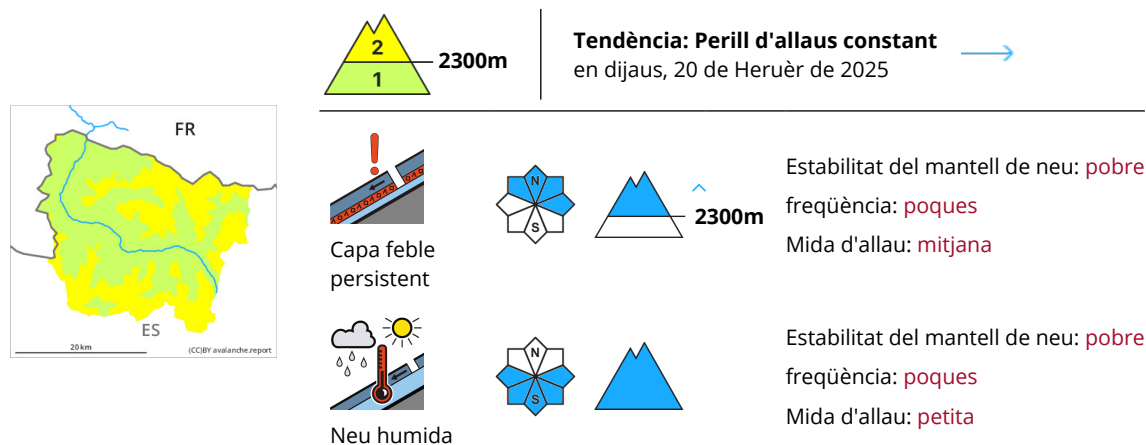 2
1
2300m
Tendència: Perill d'allaus constant
en dijaus, 20 de Heruèr de 2025
FR
ES
20 km
(CC)BY avalanche.report
N
S
2300m
Capa feble
persistent
Estabilitat del mantell de neu: pobre
freqüència: poques
Mida d'allau: mitjana
N
S
Neu humida
Estabilitat del mantell de neu: pobre
freqüència: poques
Mida d'allau: petita